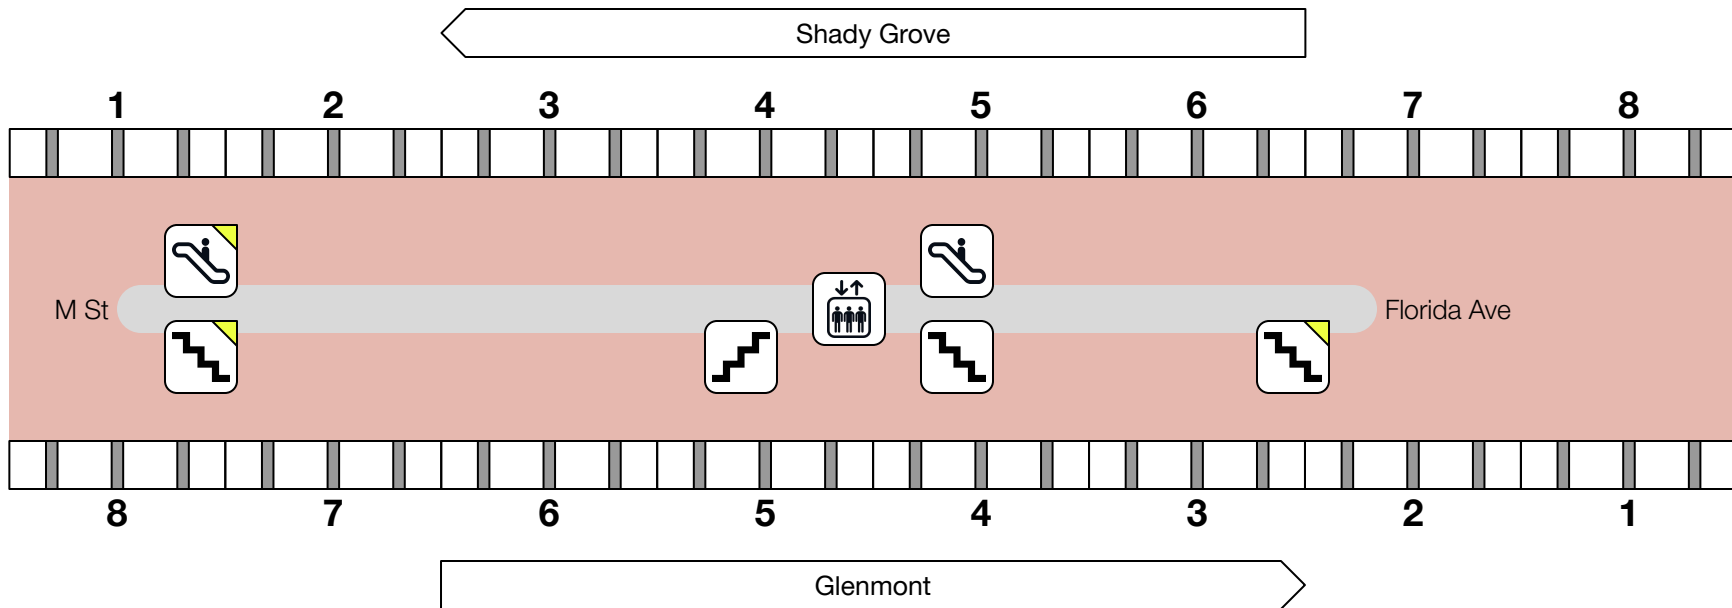 Shady Grove
1 2 3 4 5 6 7 8
M St Florida Ave
8 7 6 5 4 3 2 1
Glenmont